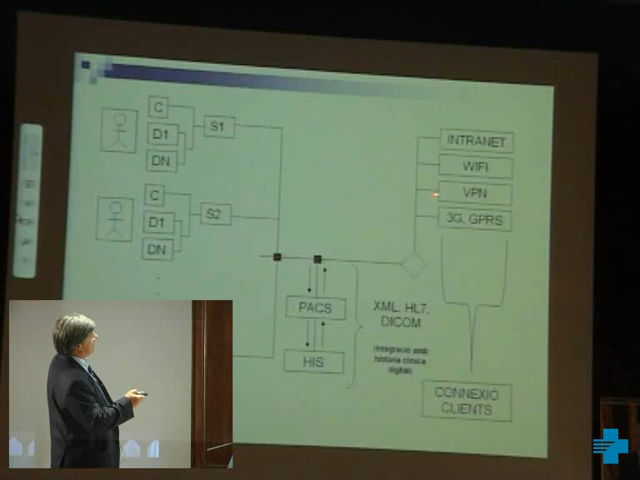 C
D1
DN
S1
C
D1
DN
S2
INTRANET
WIFI
VPN
3G, GPRS
PACS
HIS
XML, HL7,
DICOM
(Integració amb
història clínica
digital)
CONNEXIÓ
CLIENTS